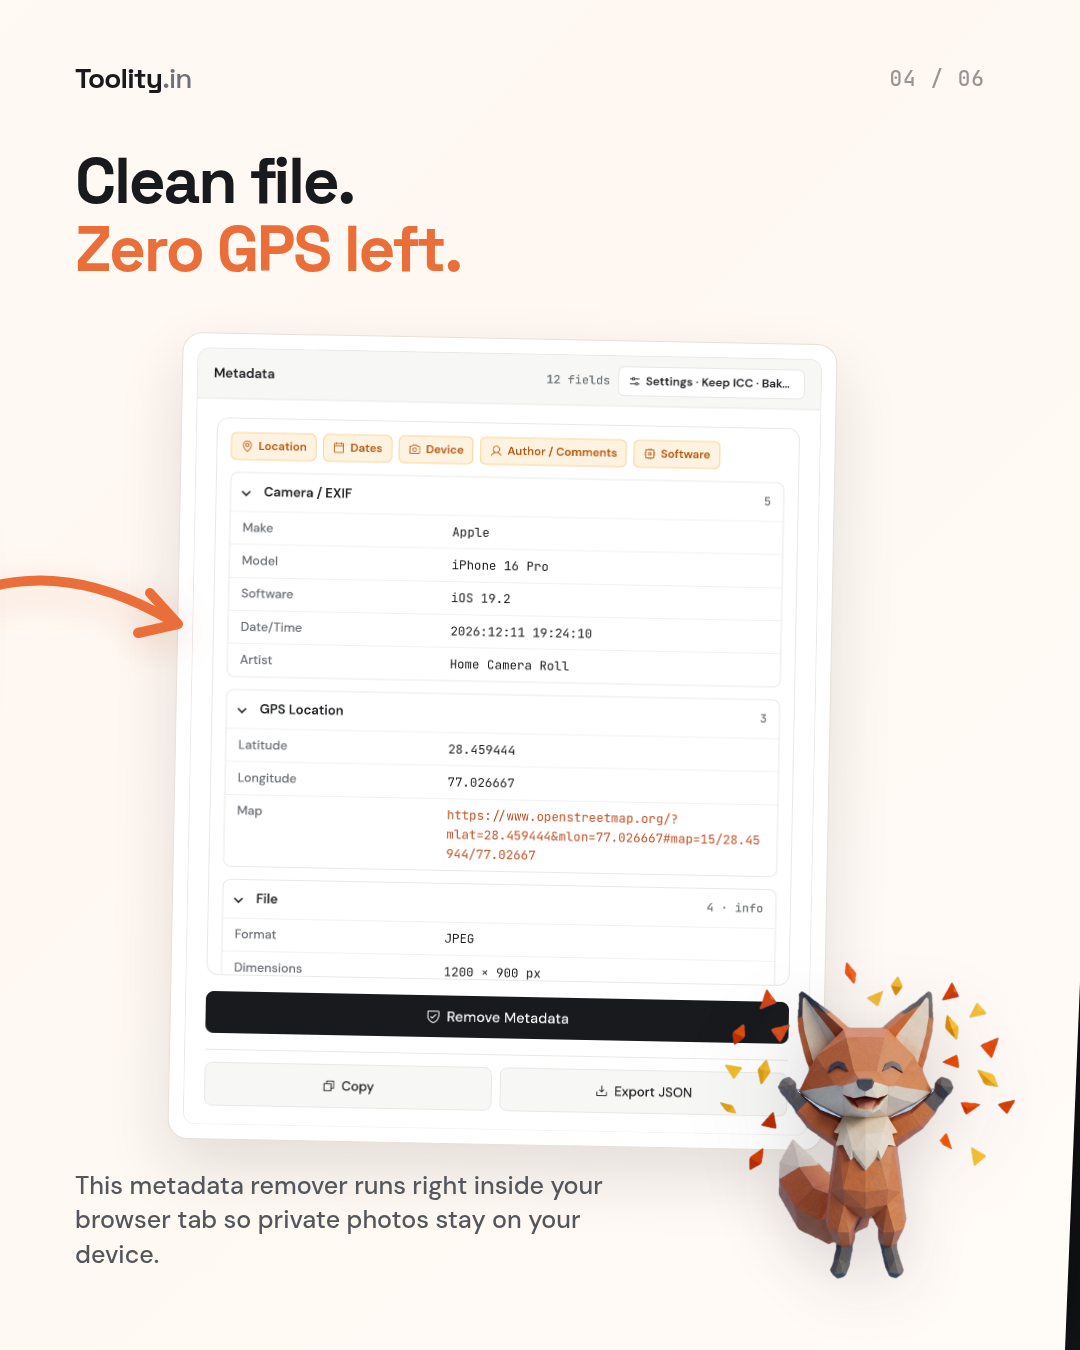 Toolity.in
04 / 06
Clean file.
Zero GPS left.
Metadata
12 fields
Settings · Keep ICC · Bak...
Location
Dates
Device
Author / Comments
Software
Camera / EXIF
5
Make
Apple
Model
iPhone 16 Pro
Software
iOS 19.2
Date/Time
2026:12:11 19:24:10
Artist
Home Camera Roll
GPS Location
3
Latitude
28.459444
Longitude
77.026667
Map
https://www.openstreetmap.org/?
mlat=28.459444&mlon=77.026667#map=15/28.45
944/77.02667
File
4 · info
Format
JPEG
Dimensions
1200 × 900 px
Remove Metadata
Copy
Export JSON
This metadata remover runs right inside your
browser tab so private photos stay on your
device.